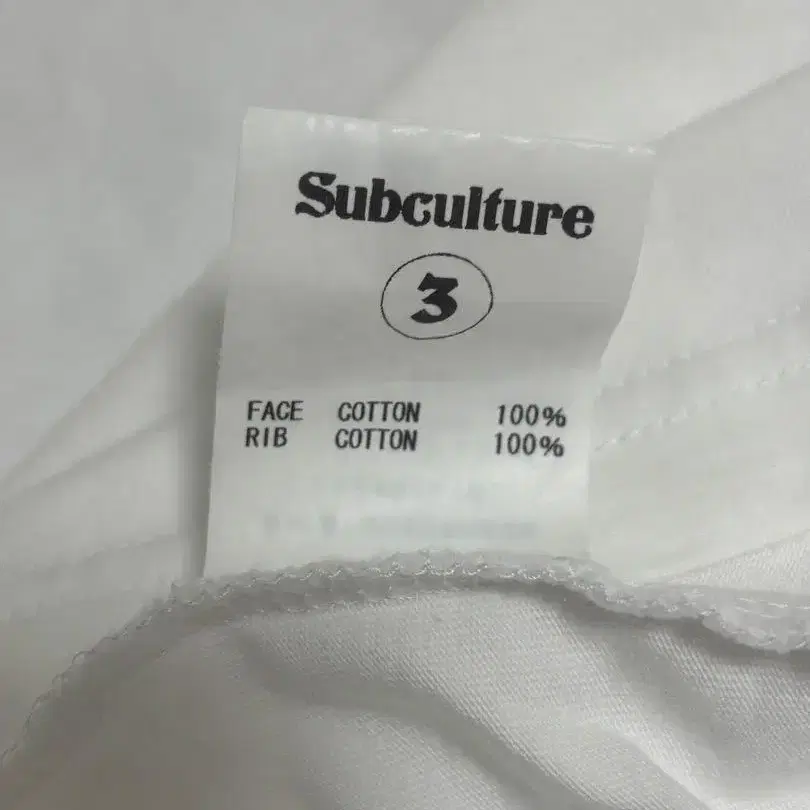 Subculture
3
FACE COTTON 100%
RIB COTTON 100%